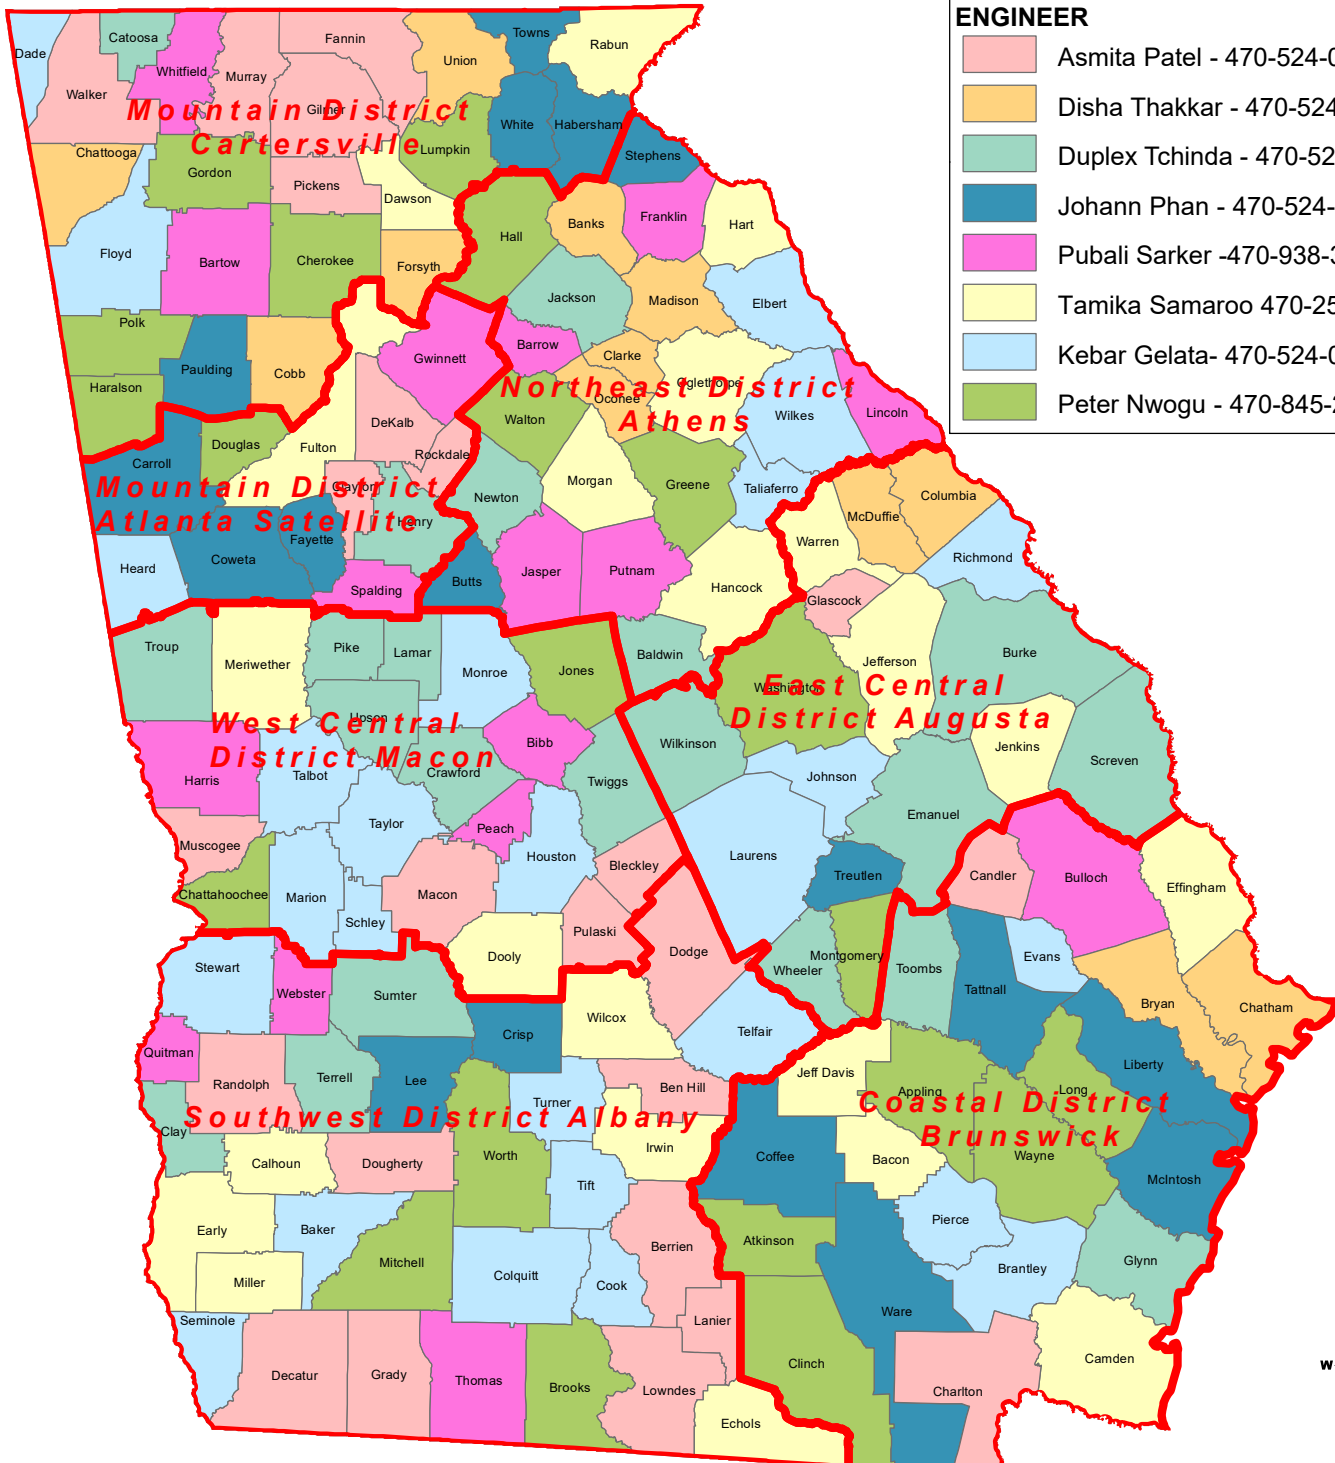 ENGINEER
Asmita Patel - 470-524-0
Disha Thakkar - 470-524
Duplex Tchinda - 470-52
Johann Phan - 470-524-
Pubali Sarker -470-938-3
Tamika Samaroo 470-25
Kebar Gelata- 470-524-0
Peter Nwogu - 470-845-2
Dade
Catoosa
Whitfield
Walker
Murray
Fannin
Gilmer
Union
Towns
Rabun
Mountain District
Cartersville
White
Habersham
Stephens
Lumpkin
Chattooga
Gordon
Pickens
Dawson
Floyd
Bartow
Cherokee
Forsyth
Hall
Banks
Franklin
Hart
Jackson
Madison
Elbert
Polk
Haralson
Paulding
Cobb
Gwinnett
Barrow
Clarke
Oconee
Oglethorpe
Northeast District
Athens
Wilkes
Lincoln
Walton
DeKalb
Rockdale
Fulton
Douglas
Carroll
Clayton
Henry
Mountain District
Atlanta Satellite
Newton
Morgan
Greene
Taliaferro
McDuffie
Columbia
Warren
Richmond
Heard
Coweta
Fayette
Spalding
Butts
Jasper
Putnam
Hancock
Glascock
Troup
Meriwether
Pike
Lamar
Monroe
Jones
Baldwin
Washington
Jefferson
Burke
East Central
District Augusta
Upson
West Central
District Macon
Bibb
Wilkinson
Jenkins
Screven
Harris
Talbot
Crawford
Twiggs
Johnson
Emanuel
Taylor
Peach
Houston
Muscogee
Bleckley
Laurens
Treutlen
Candler
Bulloch
Effingham
Chattahoochee
Marion
Schley
Macon
Pulaski
Dooly
Dodge
Wheeler
Montgomery
Toombs
Tattnall
Evans
Bryan
Chatham
Stewart
Webster
Sumter
Crisp
Wilcox
Telfair
Quitman
Randolph
Terrell
Lee
Turner
Ben Hill
Jeff Davis
Appling
Long
Liberty
Southwest District Albany
Coastal District
Brunswick
Clay
Calhoun
Dougherty
Worth
Irwin
Coffee
Bacon
Wayne
McIntosh
Tift
Early
Baker
Mitchell
Berrien
Atkinson
Pierce
Brantley
Glynn
Miller
Colquitt
Cook
Seminole
Lanier
Ware
Decatur
Grady
Thomas
Brooks
Lowndes
Clinch
Charlton
Camden
Echols
W